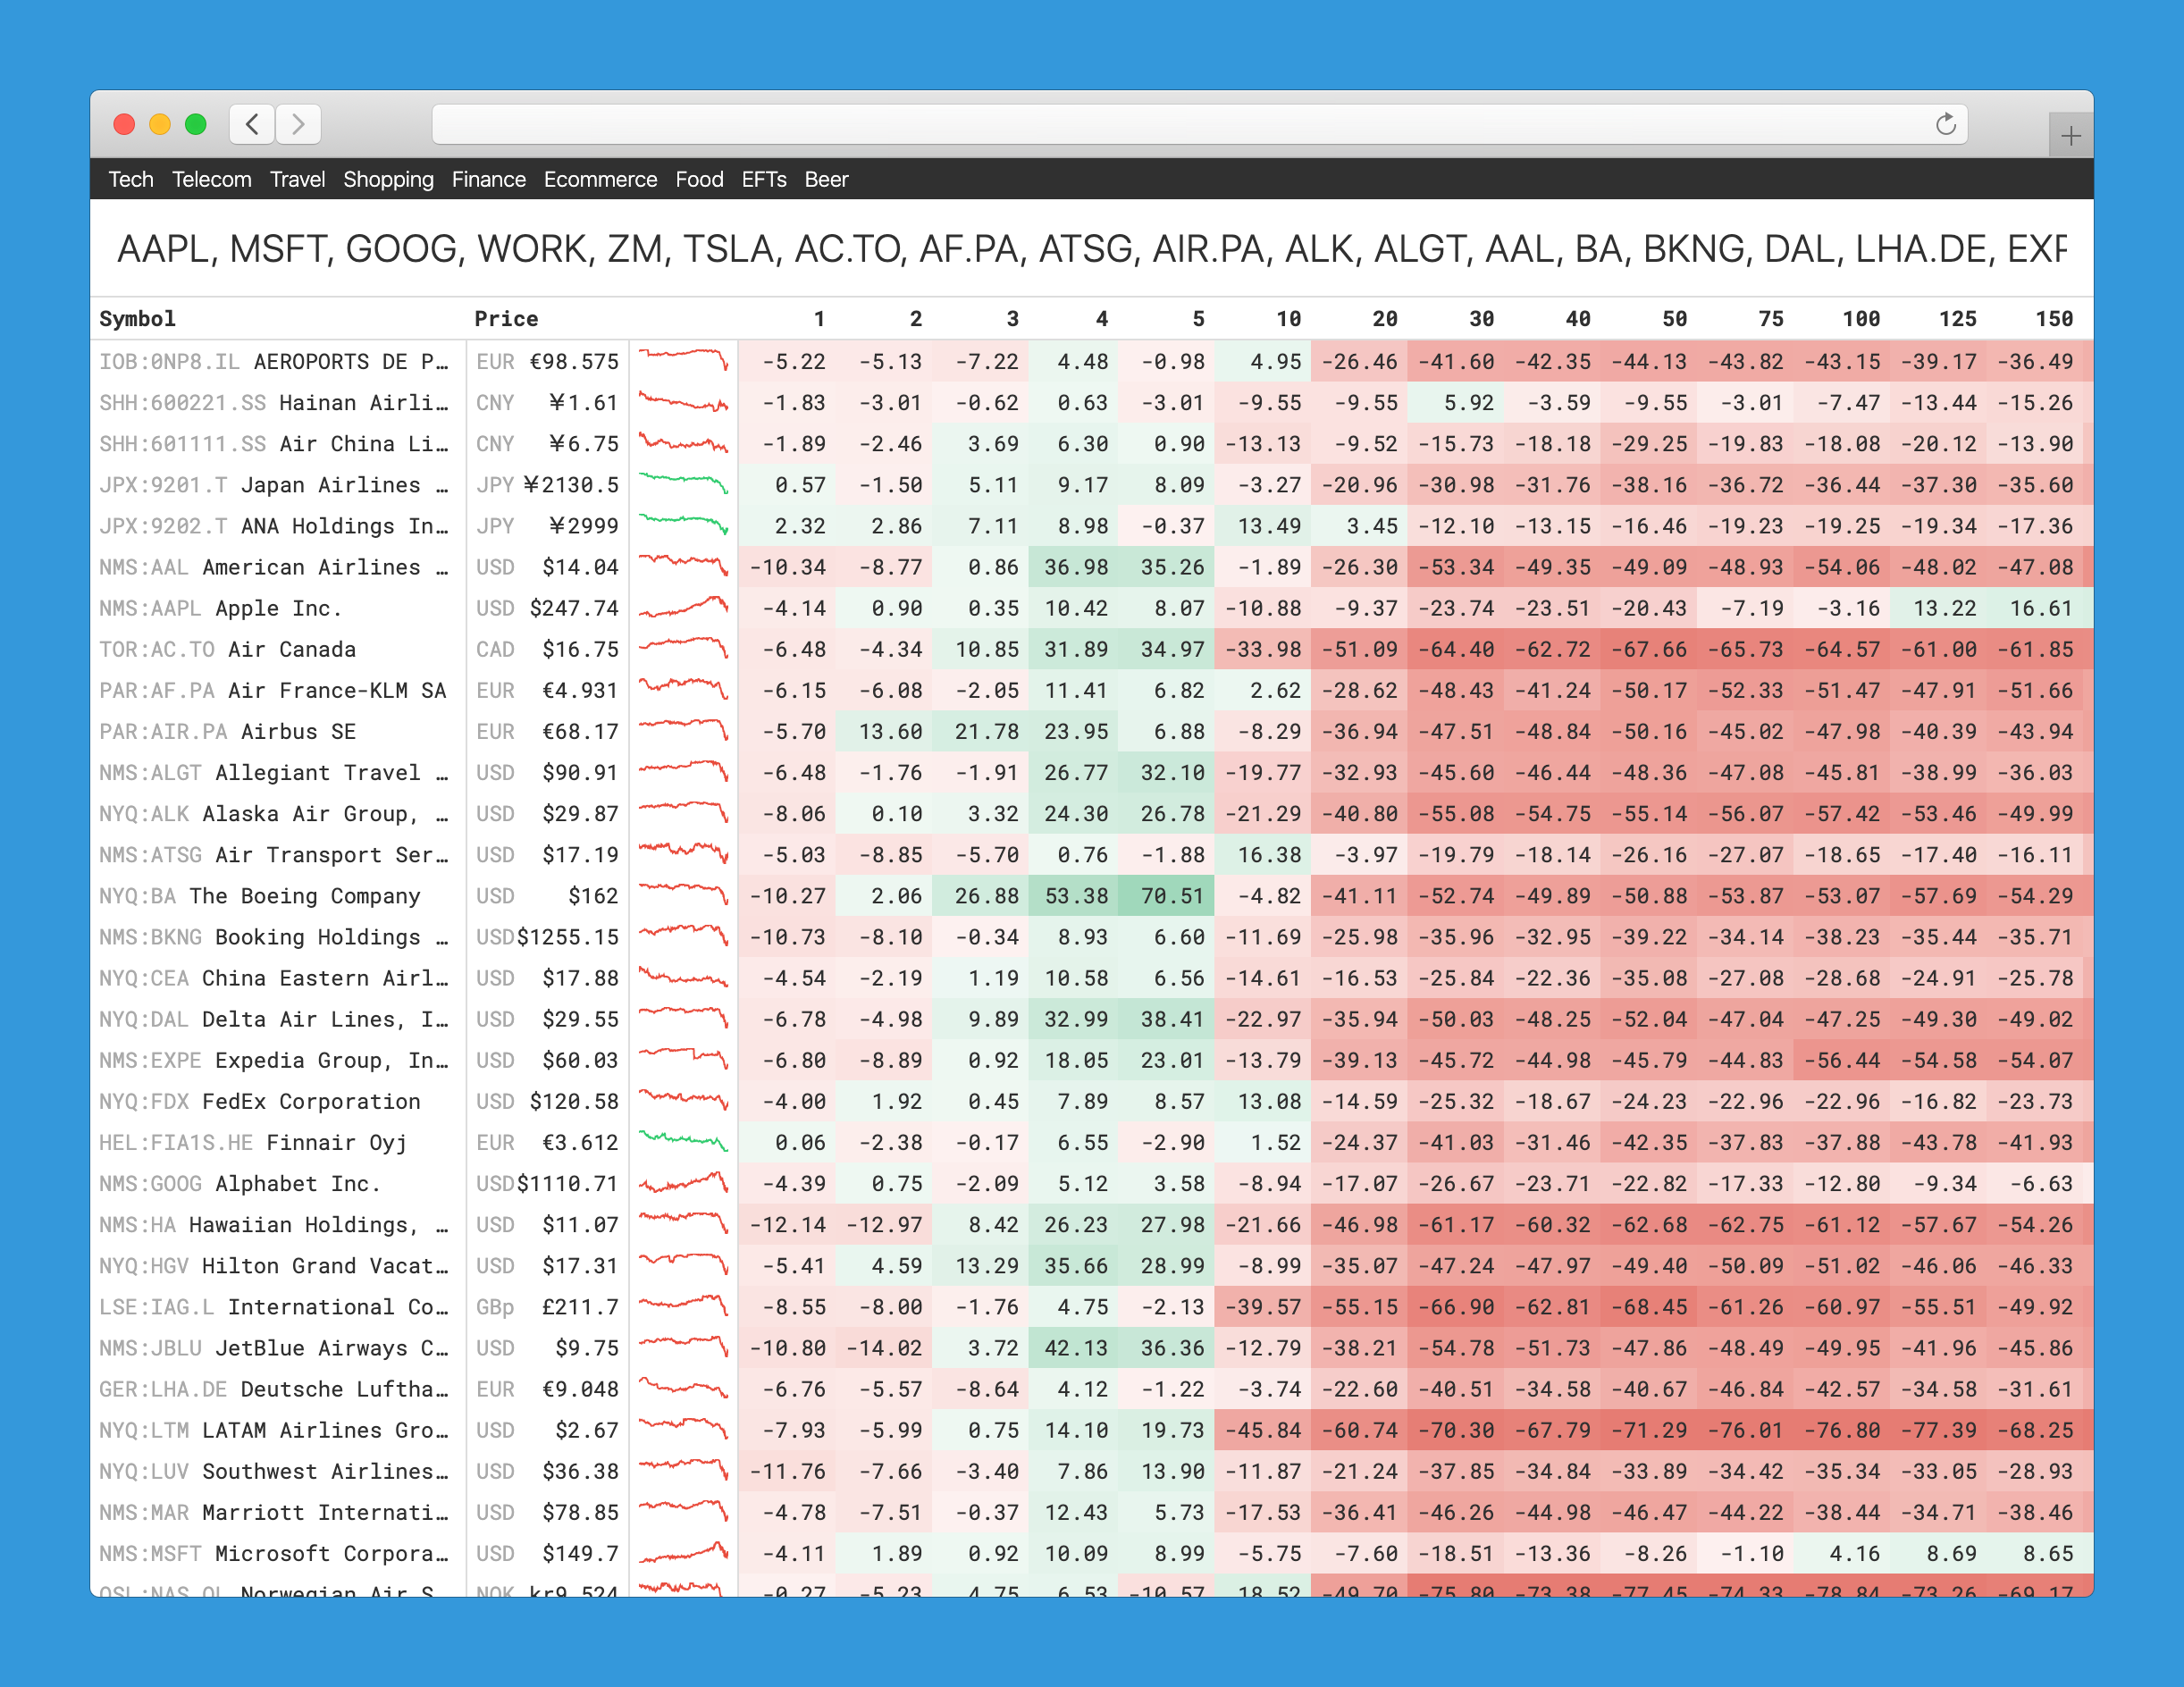 Tech Telecom Travel Shopping Finance Ecommerce Food EFTs Beer
AAPL, MSFT, GOOG, WORK, ZM, TSLA, AC.TO, AF.PA, ATSG, AIR.PA, ALK, ALGT, AAL, BA, BKNG, DAL, LHA.DE, EXP
Symbol Price 1 2 3 4 5 10 20 30 40 50 75 100 125 150
IOB:0NP8.IL AEROPORTS DE P… EUR €98.575 -5.22 -5.13 -7.22 4.48 -0.98 4.95 -26.46 -41.60 -42.35 -44.13 -43.82 -43.15 -39.17 -36.49
SHH:600221.SS Hainan Airli… CNY ¥1.61 -1.83 -3.01 -0.62 0.63 -3.01 -9.55 -9.55 5.92 -3.59 -9.55 -3.01 -7.47 -13.44 -15.26
SHH:601111.SS Air China Li… CNY ¥6.75 -1.89 -2.46 3.69 6.30 0.90 -13.13 -9.52 -15.73 -18.18 -29.25 -19.83 -18.08 -20.12 -13.90
JPX:9201.T Japan Airlines … JPY ¥2130.5 0.57 -1.50 5.11 9.17 8.09 -3.27 -20.96 -30.98 -31.76 -38.16 -36.72 -36.44 -37.30 -35.60
JPX:9202.T ANA Holdings In… JPY ¥2999 2.32 2.86 7.11 8.98 -0.37 13.49 3.45 -12.10 -13.15 -16.46 -19.23 -19.25 -19.34 -17.36
NMS:AAL American Airlines … USD $14.04 -10.34 -8.77 0.86 36.98 35.26 -1.89 -26.30 -53.34 -49.35 -49.09 -48.93 -54.06 -48.02 -47.08
NMS:AAPL Apple Inc. USD $247.74 -4.14 0.90 0.35 10.42 8.07 -10.88 -9.37 -23.74 -23.51 -20.43 -7.19 -3.16 13.22 16.61
TOR:AC.TO Air Canada CAD $16.75 -6.48 -4.34 10.85 31.89 34.97 -33.98 -51.09 -64.40 -62.72 -67.66 -65.73 -64.57 -61.00 -61.85
PAR:AF.PA Air France-KLM SA EUR €4.931 -6.15 -6.08 -2.05 11.41 6.82 2.62 -28.62 -48.43 -41.24 -50.17 -52.33 -51.47 -47.91 -51.66
PAR:AIR.PA Airbus SE EUR €68.17 -5.70 13.60 21.78 23.95 6.88 -8.29 -36.94 -47.51 -48.84 -50.16 -45.02 -47.98 -40.39 -43.94
NMS:ALGT Allegiant Travel … USD $90.91 -6.48 -1.76 -1.91 26.77 32.10 -19.77 -32.93 -45.60 -46.44 -48.36 -47.08 -45.81 -38.99 -36.03
NYQ:ALK Alaska Air Group, … USD $29.87 -8.06 0.10 3.32 24.30 26.78 -21.29 -40.80 -55.08 -54.75 -55.14 -56.07 -57.42 -53.46 -49.99
NMS:ATSG Air Transport Ser… USD $17.19 -5.03 -8.85 -5.70 0.76 -1.88 16.38 -3.97 -19.79 -18.14 -26.16 -27.07 -18.65 -17.40 -16.11
NYQ:BA The Boeing Company USD $162 -10.27 2.06 26.88 53.38 70.51 -4.82 -41.11 -52.74 -49.89 -50.88 -53.87 -53.07 -57.69 -54.29
NMS:BKNG Booking Holdings … USD $1255.15 -10.73 -8.10 -0.34 8.93 6.60 -11.69 -25.98 -35.96 -32.95 -39.22 -34.14 -38.23 -35.44 -35.71
NYQ:CEA China Eastern Airl… USD $17.88 -4.54 -2.19 1.19 10.58 6.56 -14.61 -16.53 -25.84 -22.36 -35.08 -27.08 -28.68 -24.91 -25.78
NYQ:DAL Delta Air Lines, I… USD $29.55 -6.78 -4.98 9.89 32.99 38.41 -22.97 -35.94 -50.03 -48.25 -52.04 -47.04 -47.25 -49.30 -49.02
NMS:EXPE Expedia Group, In… USD $60.03 -6.80 -8.89 0.92 18.05 23.01 -13.79 -39.13 -45.72 -44.98 -45.79 -44.83 -56.44 -54.58 -54.07
NYQ:FDX FedEx Corporation USD $120.58 -4.00 1.92 0.45 7.89 8.57 13.08 -14.59 -25.32 -18.67 -24.23 -22.96 -22.96 -16.82 -23.73
HEL:FIA1S.HE Finnair Oyj EUR €3.612 0.06 -2.38 -0.17 6.55 -2.90 1.52 -24.37 -41.03 -31.46 -42.35 -37.83 -37.88 -43.78 -41.93
NMS:GOOG Alphabet Inc. USD $1110.71 -4.39 0.75 -2.09 5.12 3.58 -8.94 -17.07 -26.67 -23.71 -22.82 -17.33 -12.80 -9.34 -6.63
NMS:HA Hawaiian Holdings, … USD $11.07 -12.14 -12.97 8.42 26.23 27.98 -21.66 -46.98 -61.17 -60.32 -62.68 -62.75 -61.12 -57.67 -54.26
NYQ:HGV Hilton Grand Vacat… USD $17.31 -5.41 4.59 13.29 35.66 28.99 -8.99 -35.07 -47.24 -47.97 -49.40 -50.09 -51.02 -46.06 -46.33
LSE:IAG.L International Co… GBp £211.7 -8.55 -8.00 -1.76 4.75 -2.13 -39.57 -55.15 -66.90 -62.81 -68.45 -61.26 -60.97 -55.51 -49.92
NMS:JBLU JetBlue Airways C… USD $9.75 -10.80 -14.02 3.72 42.13 36.36 -12.79 -38.21 -54.78 -51.73 -47.86 -48.49 -49.95 -41.96 -45.86
GER:LHA.DE Deutsche Luftha… EUR €9.048 -6.76 -5.57 -8.64 4.12 -1.22 -3.74 -22.60 -40.51 -34.58 -40.67 -46.84 -42.57 -34.58 -31.61
NYQ:LTM LATAM Airlines Gro… USD $2.67 -7.93 -5.99 0.75 14.10 19.73 -45.84 -60.74 -70.30 -67.79 -71.29 -76.01 -76.80 -77.39 -68.25
NYQ:LUV Southwest Airlines… USD $36.38 -11.76 -7.66 -3.40 7.86 13.90 -11.87 -21.24 -37.85 -34.84 -33.89 -34.42 -35.34 -33.05 -28.93
NMS:MAR Marriott Internati… USD $78.85 -4.78 -7.51 -0.37 12.43 5.73 -17.53 -36.41 -46.26 -44.98 -46.47 -44.22 -38.44 -34.71 -38.46
NMS:MSFT Microsoft Corpora… USD $149.7 -4.11 1.89 0.92 10.09 8.99 -5.75 -7.60 -18.51 -13.36 -8.26 -1.10 4.16 8.69 8.65
OSL:NAS.OL Norwegian Air S… NOK kr9.524 -0.27 -5.23 4.75 6.53 -10.57 18.52 -49.70 -75.80 -73.38 -77.45 -74.33 -78.84 -73.26 -69.17